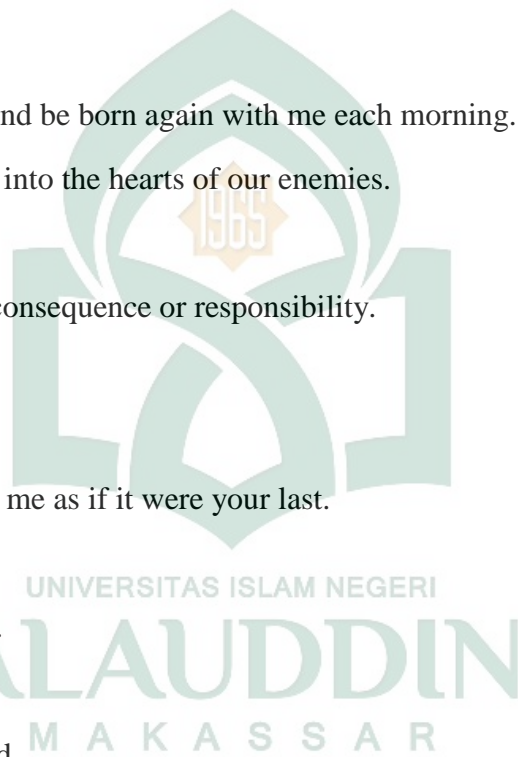 nd be born again with me each morning.
into the hearts of our enemies.
1965
consequence or responsibility.
me as if it were your last.
UNIVERSITAS ISLAM NEGERI
ALAUDDIN
MAKASSAR